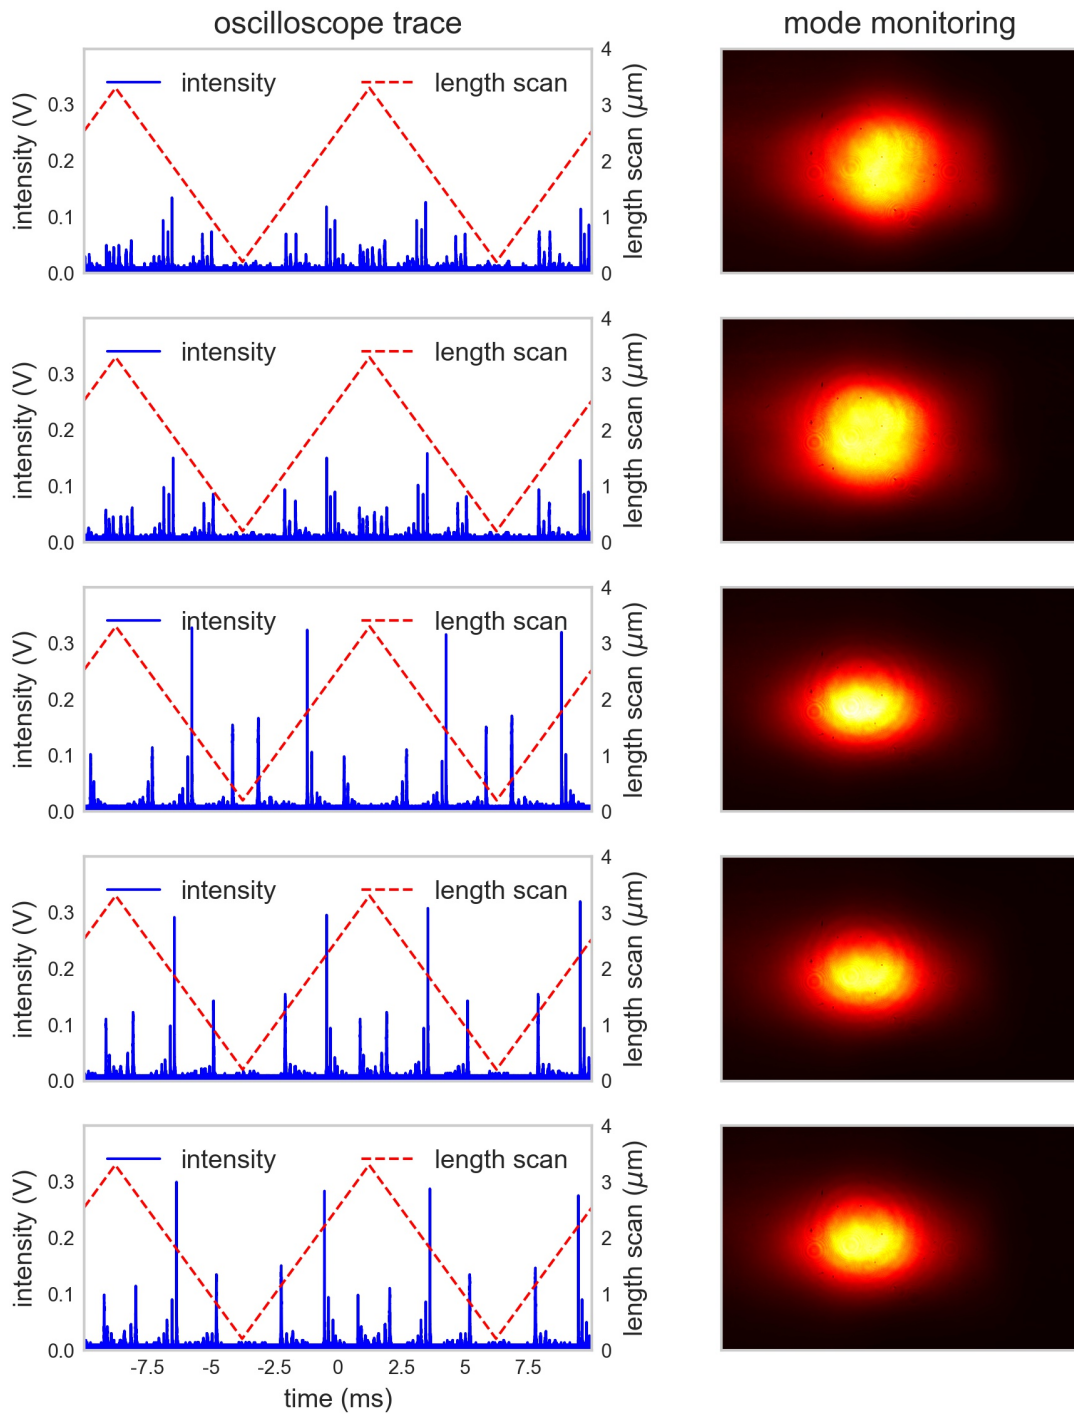 oscilloscope trace
mode monitoring
intensity
length scan
intensity (V)
0.3
0.2
0.1
0.0
4
3
2
1
0
length scan (μm)
intensity
length scan
intensity (V)
0.3
0.2
0.1
0.0
4
3
2
1
0
length scan (μm)
intensity
length scan
intensity (V)
0.3
0.2
0.1
0.0
4
3
2
1
0
length scan (μm)
intensity
length scan
intensity (V)
0.3
0.2
0.1
0.0
4
3
2
1
0
length scan (μm)
intensity
length scan
intensity (V)
0.3
0.2
0.1
0.0
4
3
2
1
0
length scan (μm)
-7.5 -5 -2.5 0 2.5 5 7.5
time (ms)